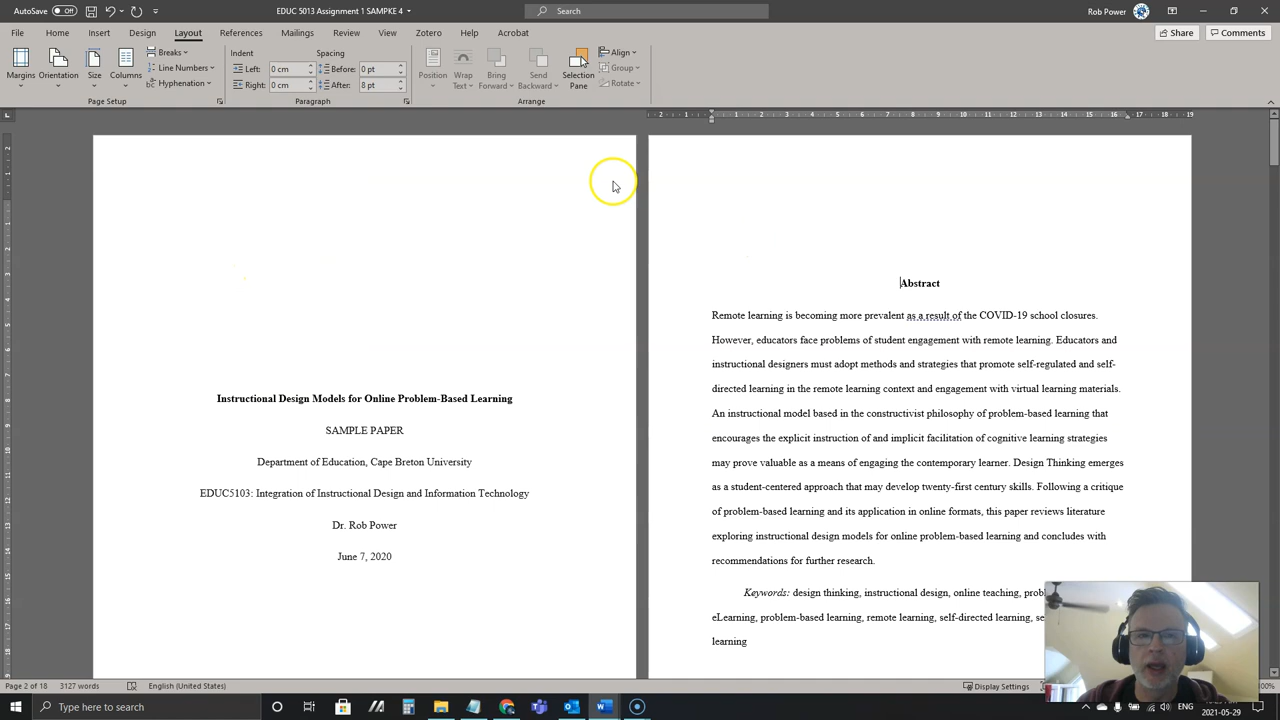 AutoSave Off EDUC 5013 Assignment 1 SAMPKE 4 Search Rob Power
File Home Insert Design Layout References Mailings Review View Zotero Help Acrobat Share Comments
Margins Orientation Size Columns
Breaks
Line Numbers
Hyphenation
Page Setup
Indent Spacing
Left: 0 cm Before: 0 pt
Right: 0 cm After: 8 pt
Paragraph
Position Wrap Text Bring Forward Send Backward Selection Pane
Align
Group
Rotate
Arrange
Instructional Design Models for Online Problem-Based Learning
SAMPLE PAPER
Department of Education, Cape Breton University
EDUC5103: Integration of Instructional Design and Information Technology
Dr. Rob Power
June 7, 2020
Abstract
Remote learning is becoming more prevalent as a result of the COVID-19 school closures.
However, educators face problems of student engagement with remote learning. Educators and
instructional designers must adopt methods and strategies that promote self-regulated and self-
directed learning in the remote learning context and engagement with virtual learning materials.
An instructional model based in the constructivist philosophy of problem-based learning that
encourages the explicit instruction of and implicit facilitation of cognitive learning strategies
may prove valuable as a means of engaging the contemporary learner. Design Thinking emerges
as a student-centered approach that may develop twenty-first century skills. Following a critique
of problem-based learning and its application in online formats, this paper reviews literature
exploring instructional design models for online problem-based learning and concludes with
recommendations for further research.
Keywords: design thinking, instructional design, online teaching,
eLearning, problem-based learning, remote learning, self-directed learning,
learning
Page 2 of 18 3127 words English (United States) Display Settings
Type here to search ENG
2021-05-29